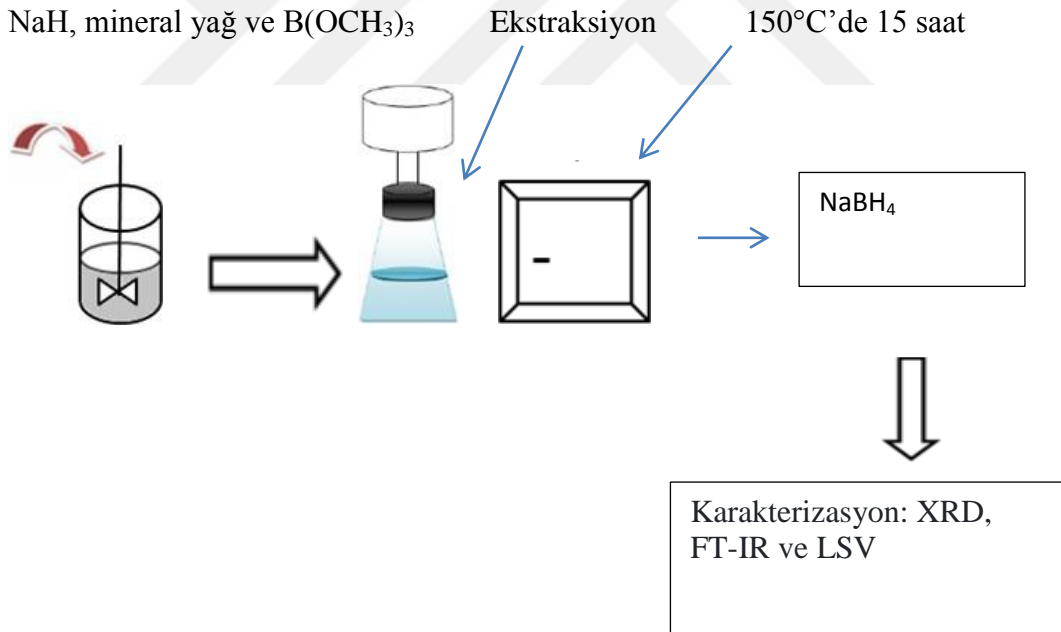 NaH, mineral yağ ve B(OCH₃)₃ Ekstraksiyon 150°C’de 15 saat
NaBH₄
Karakterizasyon: XRD,
FT-IR ve LSV